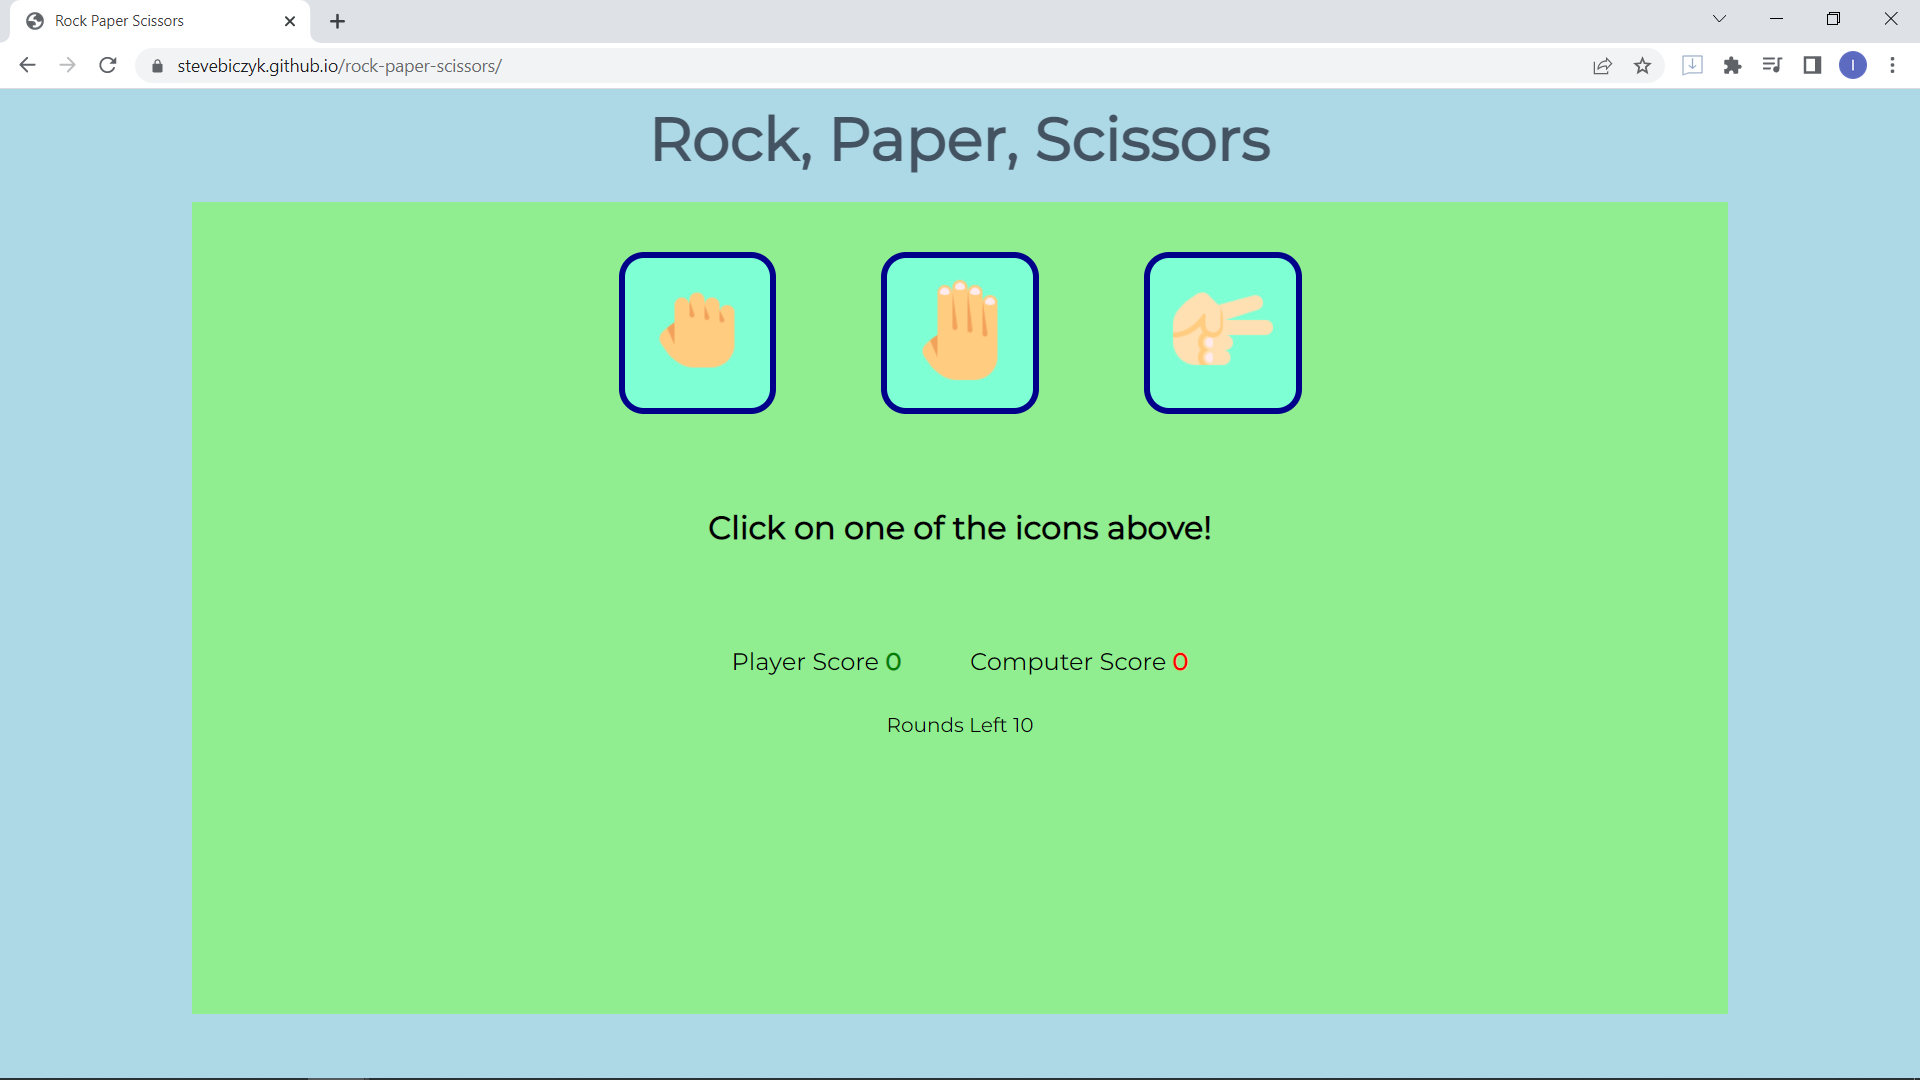 Rock Paper Scissors
stevebiczyk.github.io/rock-paper-scissors/
I
Rock, Paper, Scissors
Click on one of the icons above!
Player Score 0 Computer Score 0
Rounds Left 10